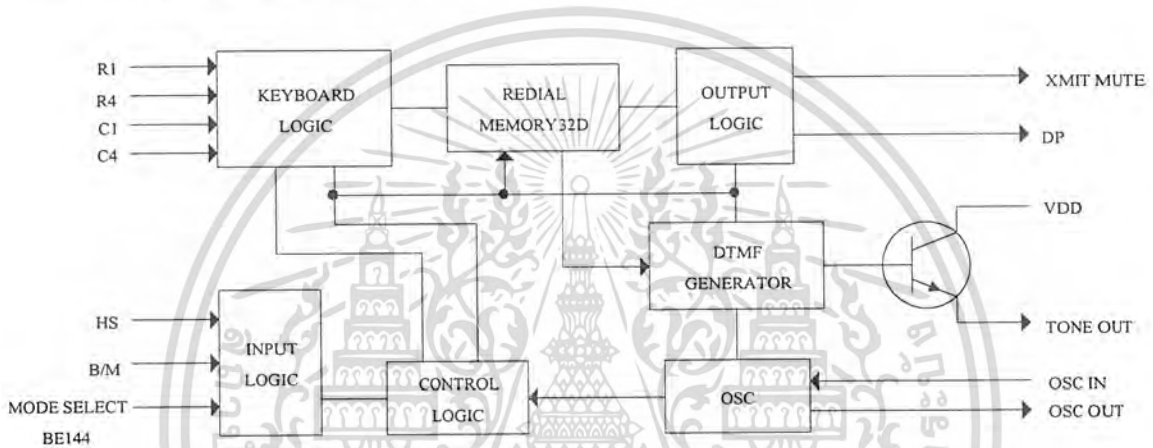 R1
R4
C1
C4
KEYBOARD
LOGIC
REDIAL
MEMORY32D
OUTPUT
LOGIC
XMIT MUTE
DP
VDD
DTMF
GENERATOR
TONE OUT
HS
B/M
MODE SELECT
BE144
INPUT
LOGIC
CONTROL
LOGIC
OSC
OSC IN
OSC OUT